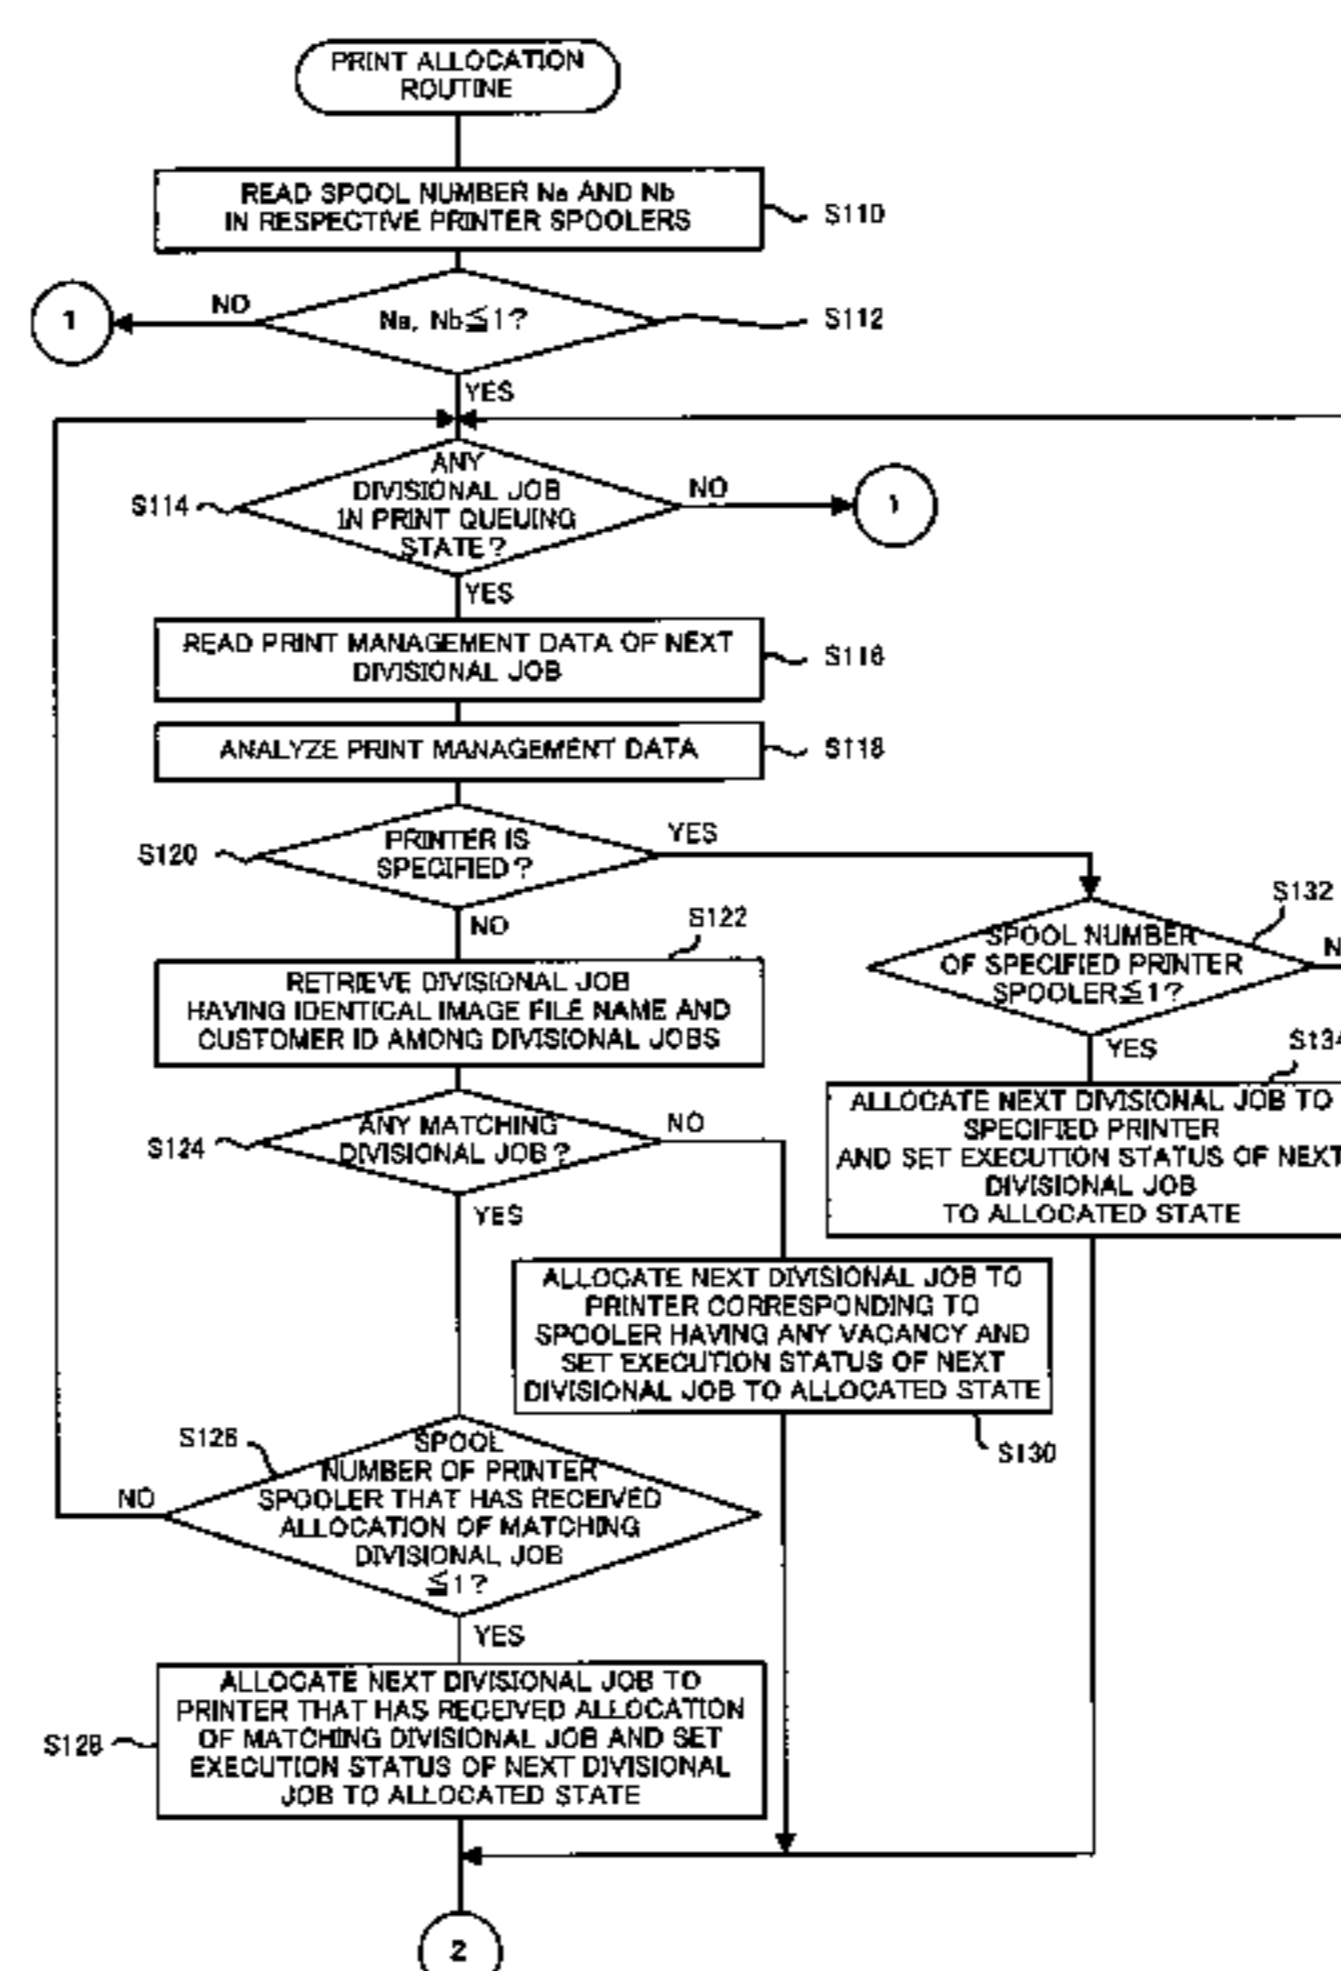 PRINT ALLOCATION
ROUTINE
READ SPOOL NUMBER Na AND Nb
IN RESPECTIVE PRINTER SPOOLERS
S110
1
NO
Na, Nb≦1?
S112
YES
S114
ANY
DIVISIONAL JOB
IN PRINT QUEUING
STATE?
NO
1
YES
READ PRINT MANAGEMENT DATA OF NEXT
DIVISIONAL JOB
S116
ANALYZE PRINT MANAGEMENT DATA
S118
S120
PRINTER IS
SPECIFIED?
YES
NO
S122
S132
SPOOL NUMBER
OF SPECIFIED PRINTER
SPOOLER≦1?
N
YES
S134
RETRIEVE DIVISIONAL JOB
HAVING IDENTICAL IMAGE FILE NAME AND
CUSTOMER ID AMONG DIVISIONAL JOBS
S124
ANY MATCHING
DIVISIONAL JOB?
NO
YES
ALLOCATE NEXT DIVISIONAL JOB TO
SPECIFIED PRINTER
AND SET EXECUTION STATUS OF NEXT
DIVISIONAL JOB
TO ALLOCATED STATE
ALLOCATE NEXT DIVISIONAL JOB TO
PRINTER CORRESPONDING TO
SPOOLER HAVING ANY VACANCY AND
SET EXECUTION STATUS OF NEXT
DIVISIONAL JOB TO ALLOCATED STATE
S130
S126
NO
SPOOL
NUMBER OF PRINTER
SPOOLER THAT HAS RECEIVED
ALLOCATION OF MATCHING
DIVISIONAL JOB
≦1?
YES
S128
ALLOCATE NEXT DIVISIONAL JOB TO
PRINTER THAT HAS RECEIVED ALLOCATION
OF MATCHING DIVISIONAL JOB AND SET
EXECUTION STATUS OF NEXT DIVISIONAL
JOB TO ALLOCATED STATE
2